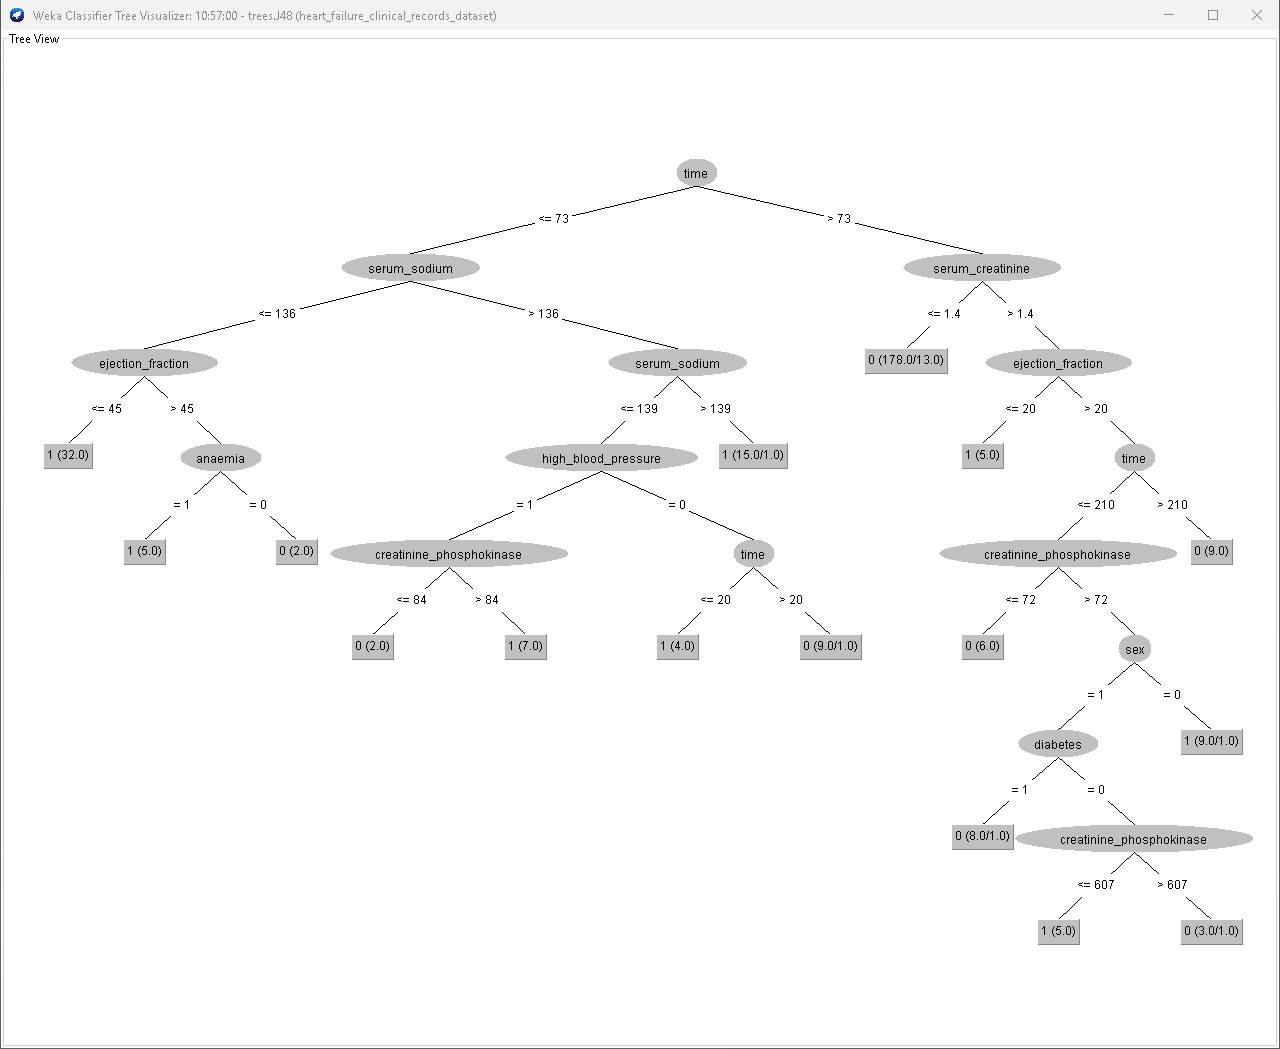 Weka Classifier Tree Visualizer: 10:57:00 - trees.J48 (heart_failure_clinical_records_dataset)
Tree View
time
<= 73
> 73
serum_sodium
serum_creatinine
<= 136
> 136
<= 1.4
> 1.4
ejection_fraction
serum_sodium
0 (178.0/13.0)
ejection_fraction
<= 45
> 45
<= 139
> 139
<= 20
> 20
1 (32.0)
anaemia
high_blood_pressure
1 (15.0/1.0)
1 (5.0)
time
= 1
= 0
= 1
= 0
<= 210
> 210
1 (5.0)
0 (2.0)
creatinine_phosphokinase
time
creatinine_phosphokinase
0 (9.0)
<= 84
> 84
<= 20
> 20
<= 72
> 72
0 (2.0)
1 (7.0)
1 (4.0)
0 (9.0/1.0)
0 (6.0)
sex
= 1
= 0
diabetes
1 (9.0/1.0)
= 1
= 0
0 (8.0/1.0)
creatinine_phosphokinase
<= 607
> 607
1 (5.0)
0 (3.0/1.0)